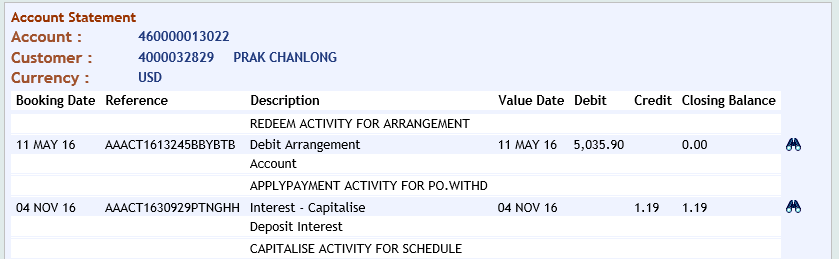 Account Statement
Account : 460000013022
Customer : 4000032829 PRAK CHANLONG
Currency : USD
Booking Date Reference Description Value Date Debit Credit Closing Balance
REDEEM ACTIVITY FOR ARRANGEMENT
11 MAY 16 AAACT1613245BBYBTB Debit Arrangement 11 MAY 16 5,035.90 0.00
Account
APPLYPAYMENT ACTIVITY FOR PO.WITHD
04 NOV 16 AAACT1630929PTNGHH Interest - Capitalise 04 NOV 16 1.19 1.19
Deposit Interest
CAPITALISE ACTIVITY FOR SCHEDULE